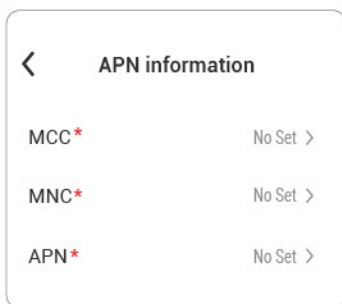 APN information
MCC* No Set
MNC* No Set
APN* No Set